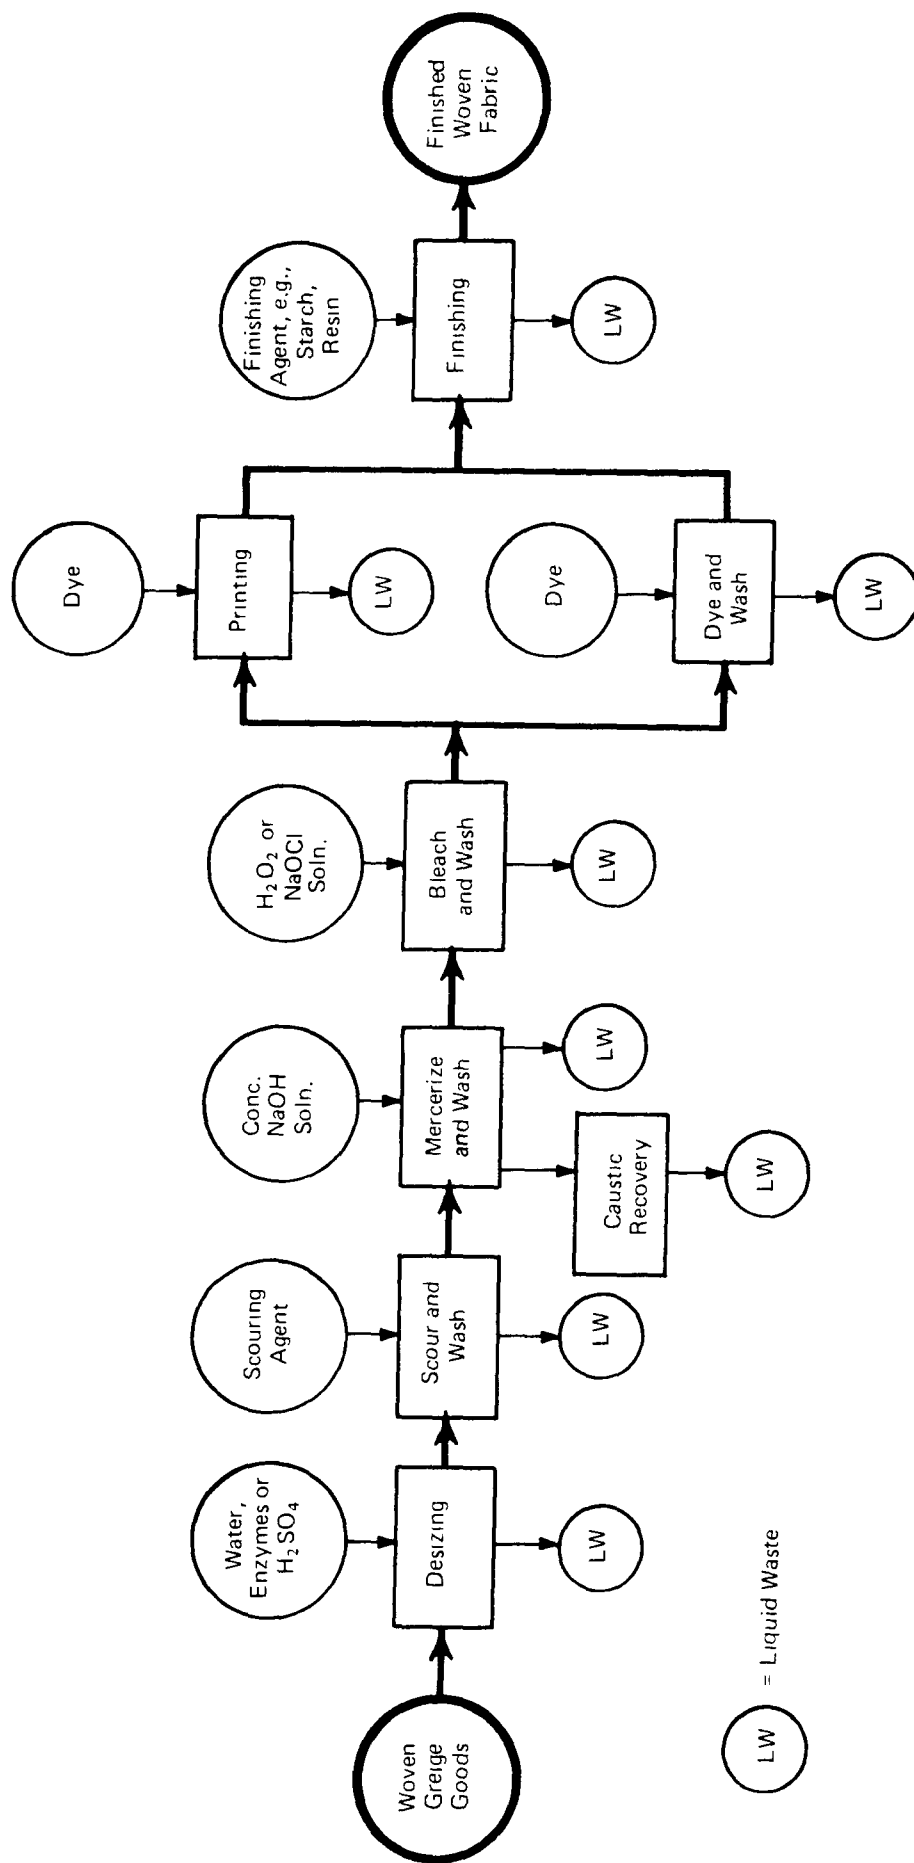 Woven
Greige
Goods
Water,
Enzymes or
H₂SO₄
Desizing
LW
Scouring
Agent
Scour and
Wash
LW
Conc.
NaOH
Soln.
Mercerize
and Wash
LW
Caustic
Recovery
LW
H₂O₂ or
NaOCl
Soln.
Bleach
and Wash
LW
Dye
Printing
LW
Dye
Dye and
Wash
LW
Finishing
Agent, e.g.,
Starch,
Resin
Finishing
LW
Finished
Woven
Fabric
LW = Liquid Waste